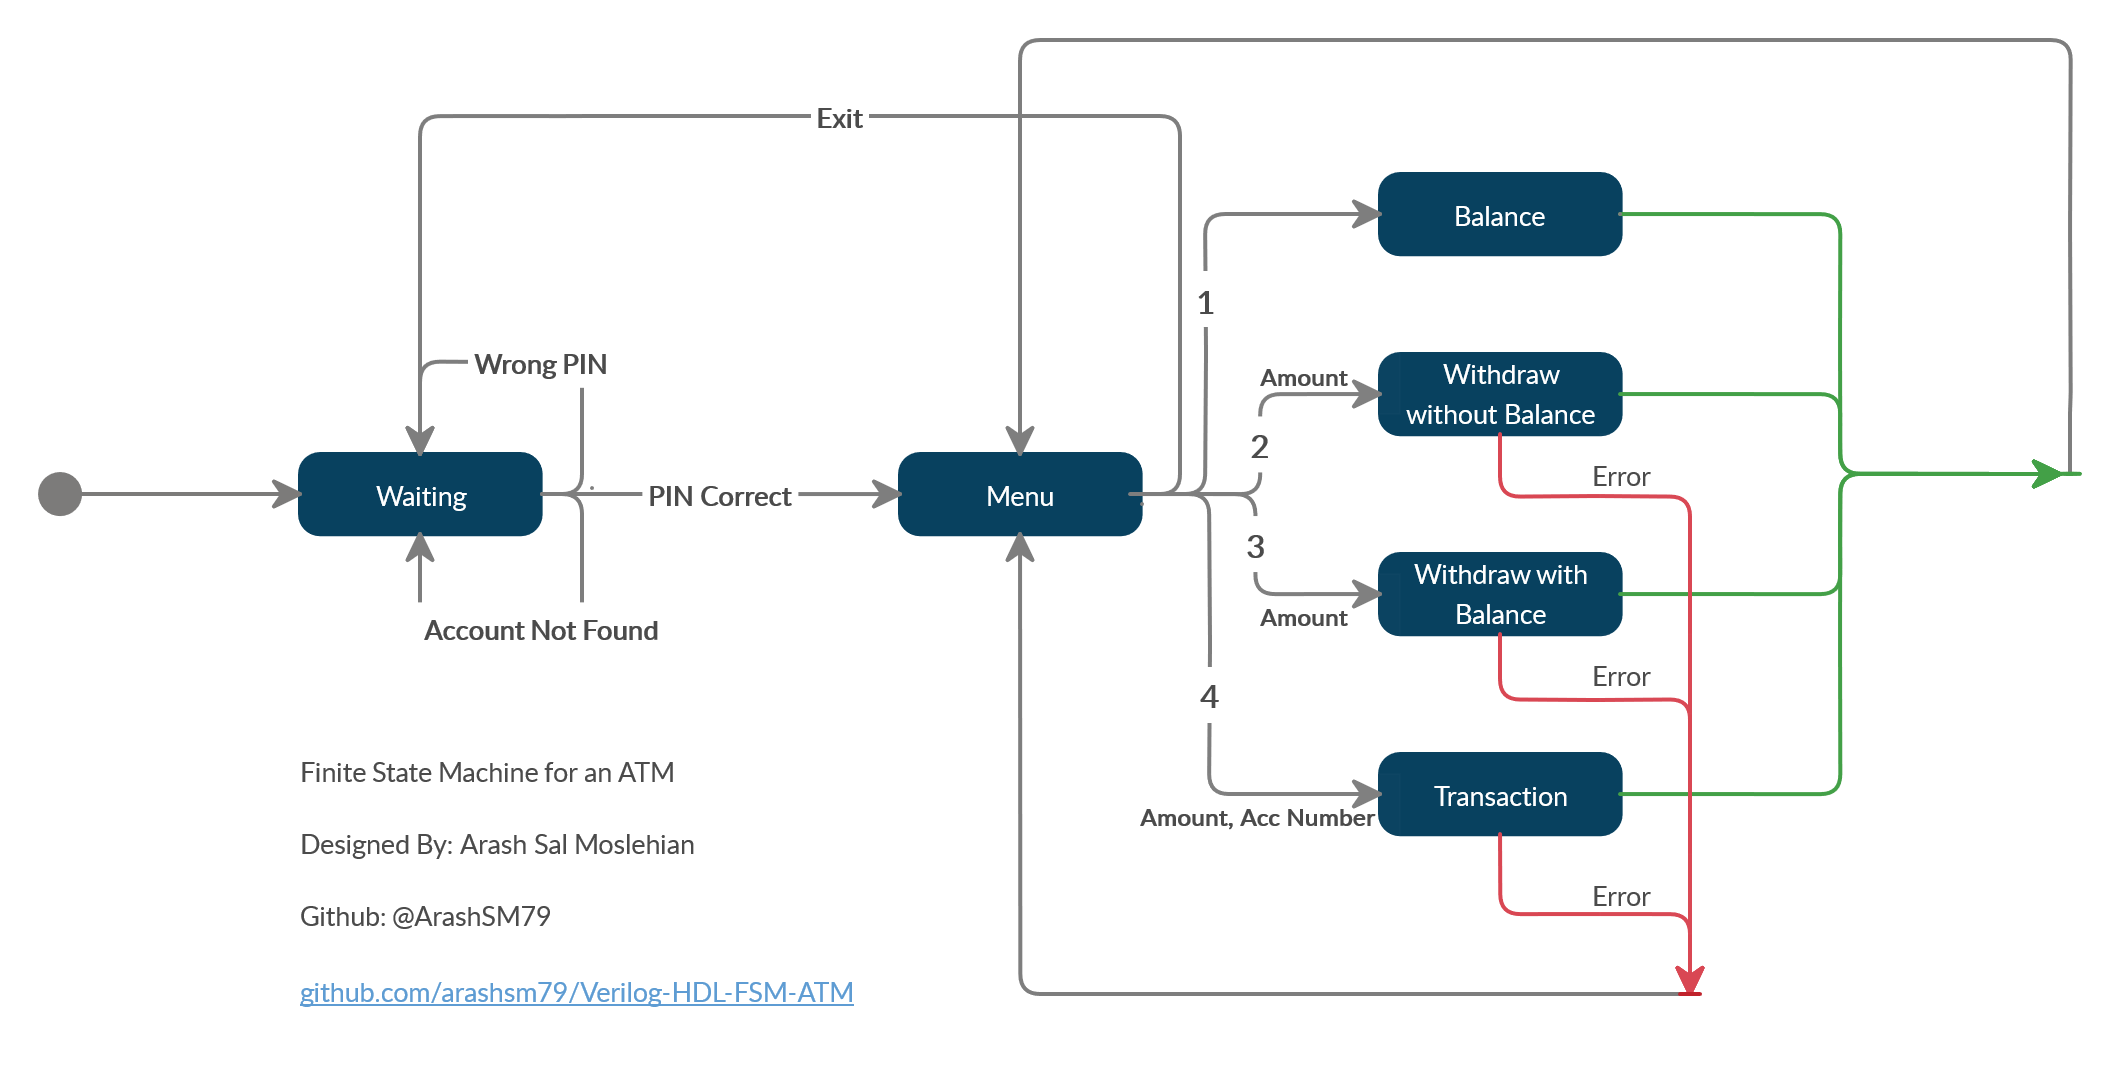 Exit
Balance
1
Wrong PIN
Amount
Withdraw
without Balance
2
Error
Waiting
PIN Correct
Menu
3
Withdraw with
Balance
Amount
Account Not Found
Error
4
Finite State Machine for an ATM
Transaction
Amount, Acc Number
Designed By: Arash Sal Moslehian
Error
Github: @ArashSM79
github.com/arashsm79/Verilog-HDL-FSM-ATM